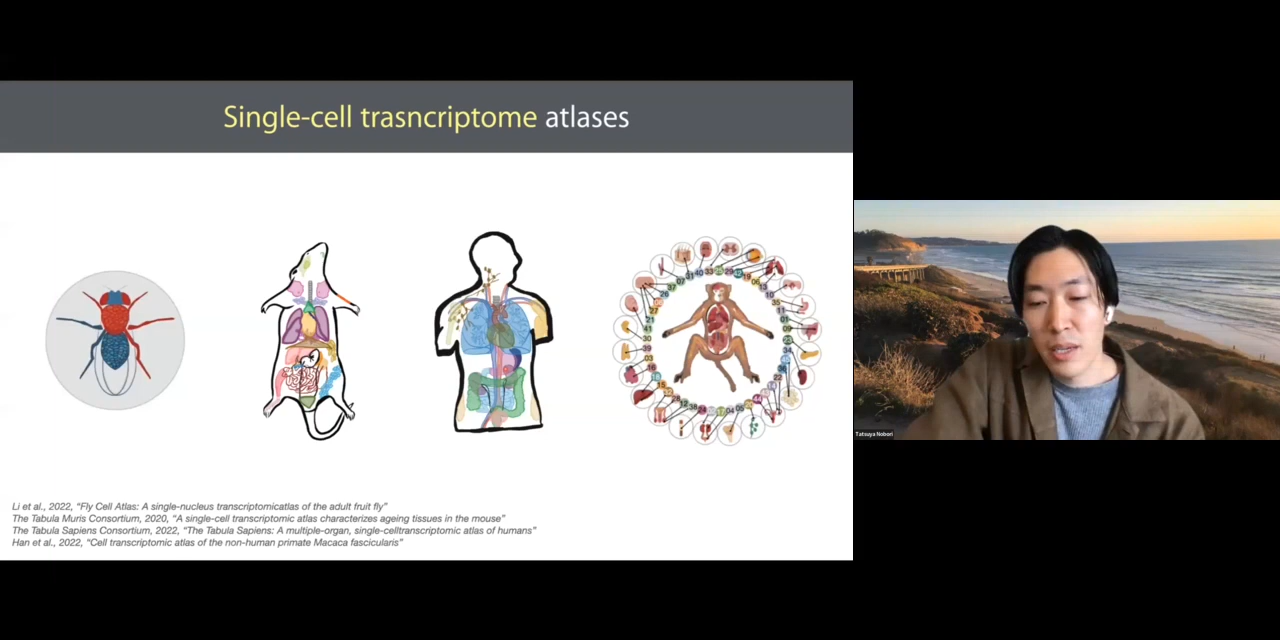 Single-cell trasncriptome atlases
Li et al., 2022, “Fly Cell Atlas: A single-nucleus transcriptomicatlas of the adult fruit fly”
The Tabula Muris Consortium, 2020, “A single-cell transcriptomic atlas characterizes ageing tissues in the mouse”
The Tabula Sapiens Consortium, 2022, “The Tabula Sapiens: A multiple-organ, single-celltranscriptomic atlas of humans”
Han et al., 2022, “Cell transcriptomic atlas of the non-human primate Macaca fascicularis”
Tatsuya Nobori